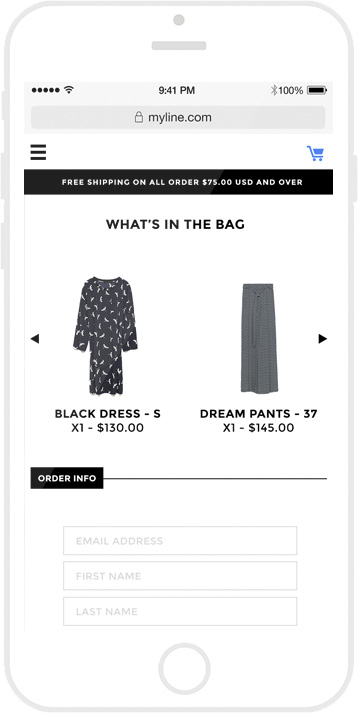 9:41 PM
100%
myline.com
FREE SHIPPING ON ALL ORDER $75.00 USD AND OVER
WHAT'S IN THE BAG
BLACK DRESS - S
X1 - $130.00
DREAM PANTS - 37
X1 - $145.00
ORDER INFO
EMAIL ADDRESS
FIRST NAME
LAST NAME